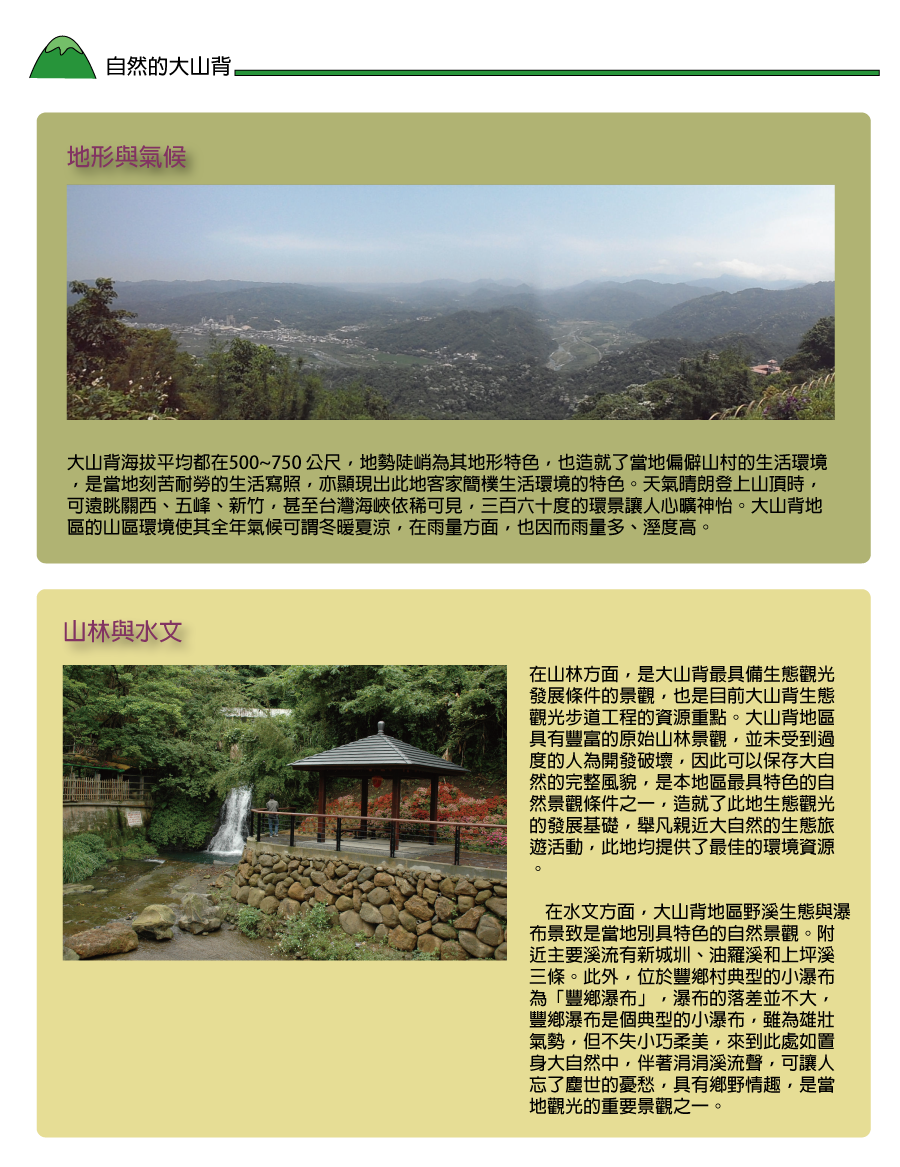 自然的大山背
地形與氣候
大山背海拔平均都在500~750 公尺，地勢陡峭為其地形特色，也造就了當地偏僻山村的生活環境
，是當地刻苦耐勞的生活寫照，亦顯現出此地客家簡樸生活環境的特色。天氣晴朗登上山頂時，
可遠眺關西、五峰、新竹，甚至台灣海峽依稀可見，三百六十度的環景讓人心曠神怡。大山背地
區的山區環境使其全年氣候可謂冬暖夏涼，在雨量方面，也因而雨量多、溼度高。
山林與水文
在山林方面，是大山背最具備生態觀光
發展條件的景觀，也是目前大山背生態
觀光步道工程的資源重點。大山背地區
具有豐富的原始山林景觀，並未受到過
度的人為開發破壞，因此可以保存大自
然的完整風貌，是本地區最具特色的自
然景觀條件之一，造就了此地生態觀光
的發展基礎，舉凡親近大自然的生態旅
遊活動，此地均提供了最佳的環境資源
。
在水文方面，大山背地區野溪生態與瀑
布景致是當地別具特色的自然景觀。附
近主要溪流有新城圳、油羅溪和上坪溪
三條。此外，位於豐鄉村典型的小瀑布
為「豐鄉瀑布」，瀑布的落差並不大，
豐鄉瀑布是個典型的小瀑布，雖為雄壯
氣勢，但不失小巧柔美，來到此處如置
身大自然中，伴著涓涓溪流聲，可讓人
忘了塵世的憂愁，具有鄉野情趣，是當
地觀光的重要景觀之一。